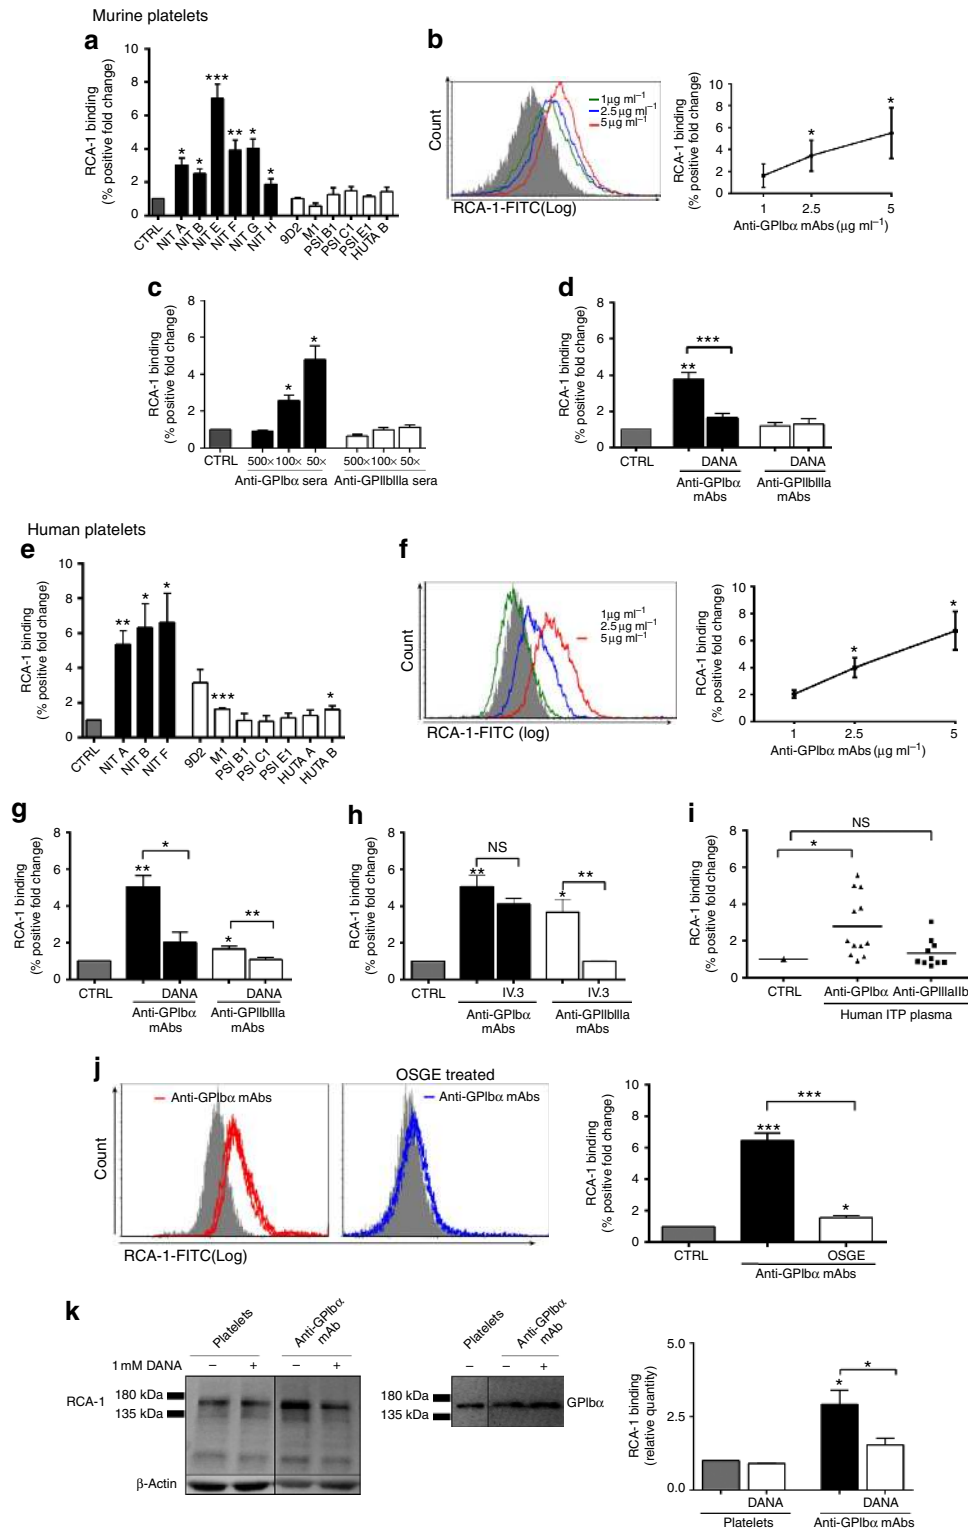 Murine platelets
a
RCA-1 binding
(% positive fold change)
10
8
6
4
2
0
*
*
***
**
*
*
CTRL
NIT A
NIT B
NIT E
NIT F
NIT G
NIT H
9D2
M1
PSI B1
PSI C1
PSI E1
HUTA B
b
Count
1µg ml⁻¹
2.5µg ml⁻¹
5µg ml⁻¹
RCA-1-FITC(Log)
RCA-1 binding
(% positive fold change)
10
8
6
4
2
0
*
*
1
2.5
5
Anti-GPIbα mAbs (µg ml⁻¹)
c
RCA-1 binding
(% positive fold change)
8
6
4
2
0
*
*
CTRL
500× 100× 50×
500× 100× 50×
Anti-GPIbα sera
Anti-GPIIbIIIa sera
d
RCA-1 binding
(% positive fold change)
8
6
4
2
0
**
***
CTRL
DANA
DANA
Anti-GPIbα
mAbs
Anti-GPIIbIIIa
mAbs
Human platelets
e
RCA-1 binding
(% positive fold change)
10
8
6
4
2
0
**
*
*
***
*
CTRL
NIT A
NIT B
NIT F
9D2
M1
PSI B1
PSI C1
PSI E1
HUTA A
HUTA B
f
Count
1µg ml⁻¹
2.5µg ml⁻¹
5µg ml⁻¹
RCA-1-FITC (log)
RCA-1 binding
(% positive fold change)
10
8
6
4
2
0
*
*
1
2.5
5
Anti-GPIbα mAbs (µg ml⁻¹)
g
RCA-1 binding
(% positive fold change)
8
6
4
2
0
**
*
*
**
CTRL
DANA
DANA
Anti-GPIbα
mAbs
Anti-GPIIbIIIa
mAbs
h
RCA-1 binding
(% positive fold change)
8
6
4
2
0
**
NS
*
**
CTRL
IV.3
IV.3
Anti-GPIbα
mAbs
Anti-GPIIbIIIa
mAbs
i
RCA-1 binding
(% positive fold change)
8
6
4
2
0
NS
*
CTRL
Anti-GPIbα
Anti-GPIIIaIIb
Human ITP plasma
j
OSGE treated
Anti-GPIbα mAbs
Anti-GPIbα mAbs
Count
RCA-1-FITC(Log)
RCA-1 binding
(% positive fold change)
10
8
6
4
2
0
***
***
*
CTRL
OSGE
Anti-GPIbα mAbs
k
Platelets
Anti-GPIbα
mAb
1 mM DANA
–
+
–
+
RCA-1
180 kDa
135 kDa
β-Actin
Platelets
Anti-GPIbα
mAb
–
–
+
180 kDa
135 kDa
GPIbα
RCA-1 binding
(relative quantity)
5.0
2.5
0.0
*
*
DANA
DANA
Platelets
Anti-GPIbα mAbs